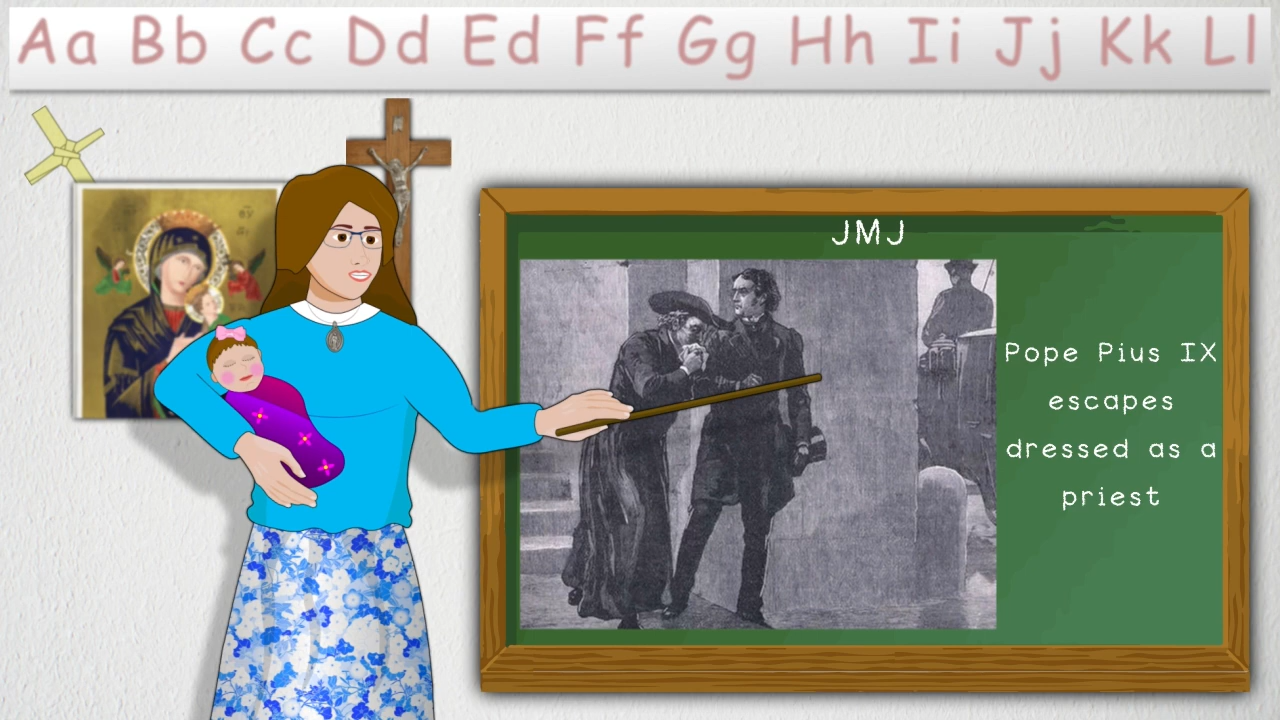 Aa Bb Cc Dd Ed Ff Gg Hh Ii Jj Kk Ll
JMJ
Pope Pius IX
escapes
dressed as a
priest